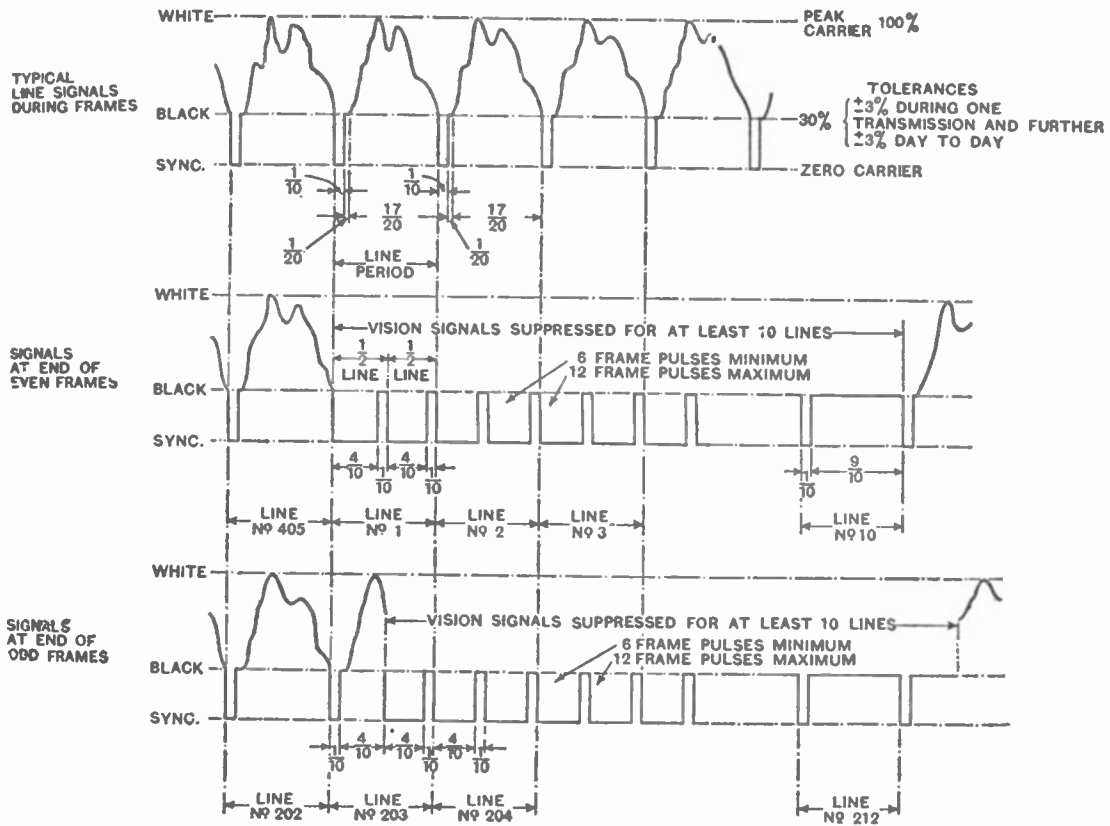 WHITE
PEAK
CARRIER 100%
TYPICAL
LINE SIGNALS
DURING FRAMES
BLACK
30%
TOLERANCES
±3% DURING ONE
TRANSMISSION AND FURTHER
±3% DAY TO DAY
SYNC.
ZERO CARRIER
1/10
1/10
17/20
17/20
1/20
1/20
LINE
PERIOD
WHITE
VISION SIGNALS SUPPRESSED FOR AT LEAST 10 LINES
SIGNALS
AT END OF
EVEN FRAMES
1/2
LINE
1/2
LINE
6 FRAME PULSES MINIMUM
12 FRAME PULSES MAXIMUM
BLACK
SYNC.
4/10
1/10
4/10
1/10
1/10
9/10
LINE
Nº 405
LINE
Nº 1
LINE
Nº 2
LINE
Nº 3
LINE
Nº 10
WHITE
VISION SIGNALS SUPPRESSED FOR AT LEAST 10 LINES
SIGNALS
AT END OF
ODD FRAMES
6 FRAME PULSES MINIMUM
12 FRAME PULSES MAXIMUM
BLACK
SYNC.
1/10
4/10
4/10
1/10
4/10
1/10
LINE
Nº 202
LINE
Nº 203
LINE
Nº 204
LINE
Nº 212